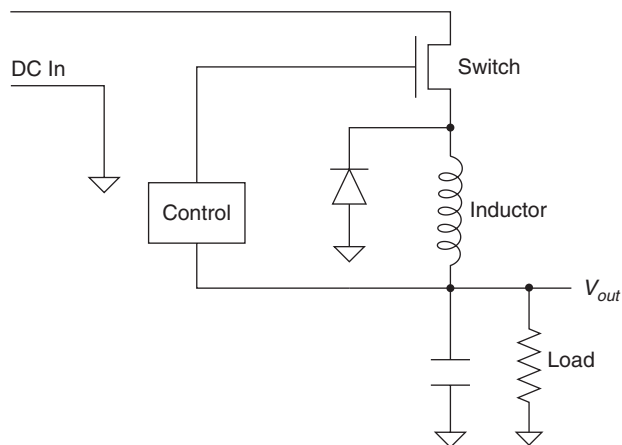 DC In
Switch
Control
Inductor
Vout
Load